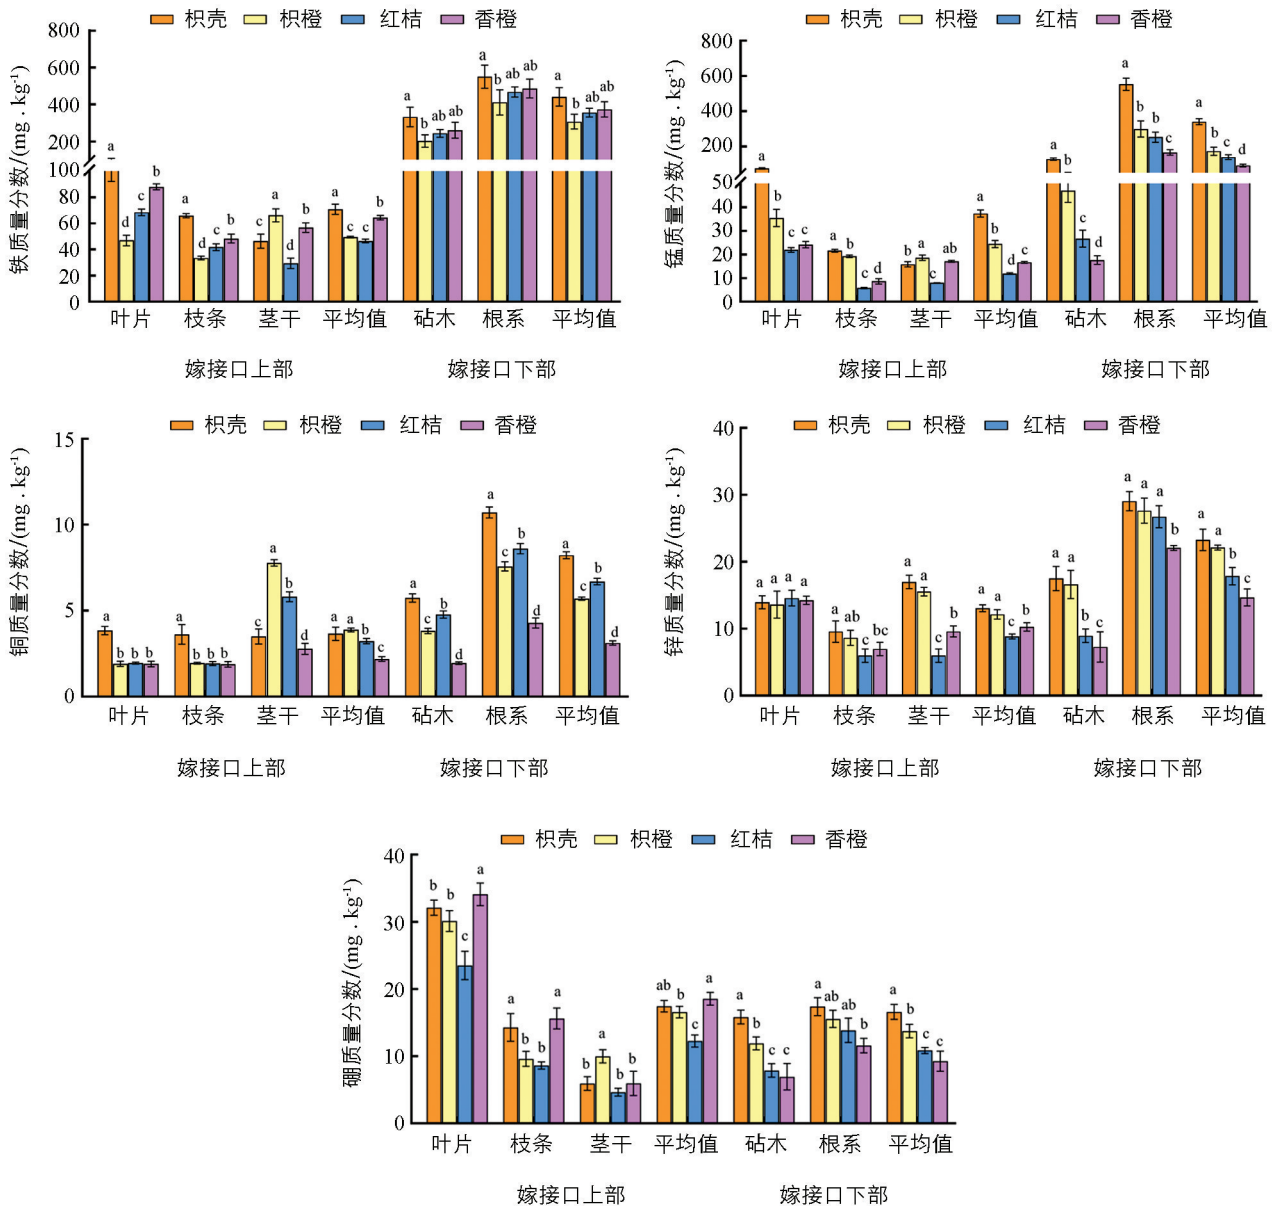 枳壳 枳橙 红桔 香橙
铁质量分数/(mg . kg⁻¹)
800
600
400
200
100
80
60
40
20
0
a d c b
a d c b
c a d b
a c c b
a b ab ab
a b ab ab
a b ab ab
叶片 枝条 茎干 平均值 砧木 根系 平均值
嫁接口上部 嫁接口下部
枳壳 枳橙 红桔 香橙
锰质量分数/(mg . kg⁻¹)
800
600
400
200
50
40
30
20
10
0
a b c c
a b c d
b a c ab
a b d c
a b c d
a b b c
a b c d
叶片 枝条 茎干 平均值 砧木 根系 平均值
嫁接口上部 嫁接口下部
枳壳 枳橙 红桔 香橙
铜质量分数/(mg . kg⁻¹)
15
10
5
0
a b b b
a b b b
c a b d
a a b c
a c b d
a c b d
a c b d
叶片 枝条 茎干 平均值 砧木 根系 平均值
嫁接口上部 嫁接口下部
枳壳 枳橙 红桔 香橙
锌质量分数/(mg . kg⁻¹)
40
30
20
10
0
a a a a
a ab c bc
a a c b
a a c b
a a b c
a a a b
a a b c
叶片 枝条 茎干 平均值 砧木 根系 平均值
嫁接口上部 嫁接口下部
枳壳 枳橙 红桔 香橙
硼质量分数/(mg . kg⁻¹)
40
30
20
10
0
b b c a
a b b a
b a b b
ab b c a
a b c c
a ab ab b
a b c c
叶片 枝条 茎干 平均值 砧木 根系 平均值
嫁接口上部 嫁接口下部